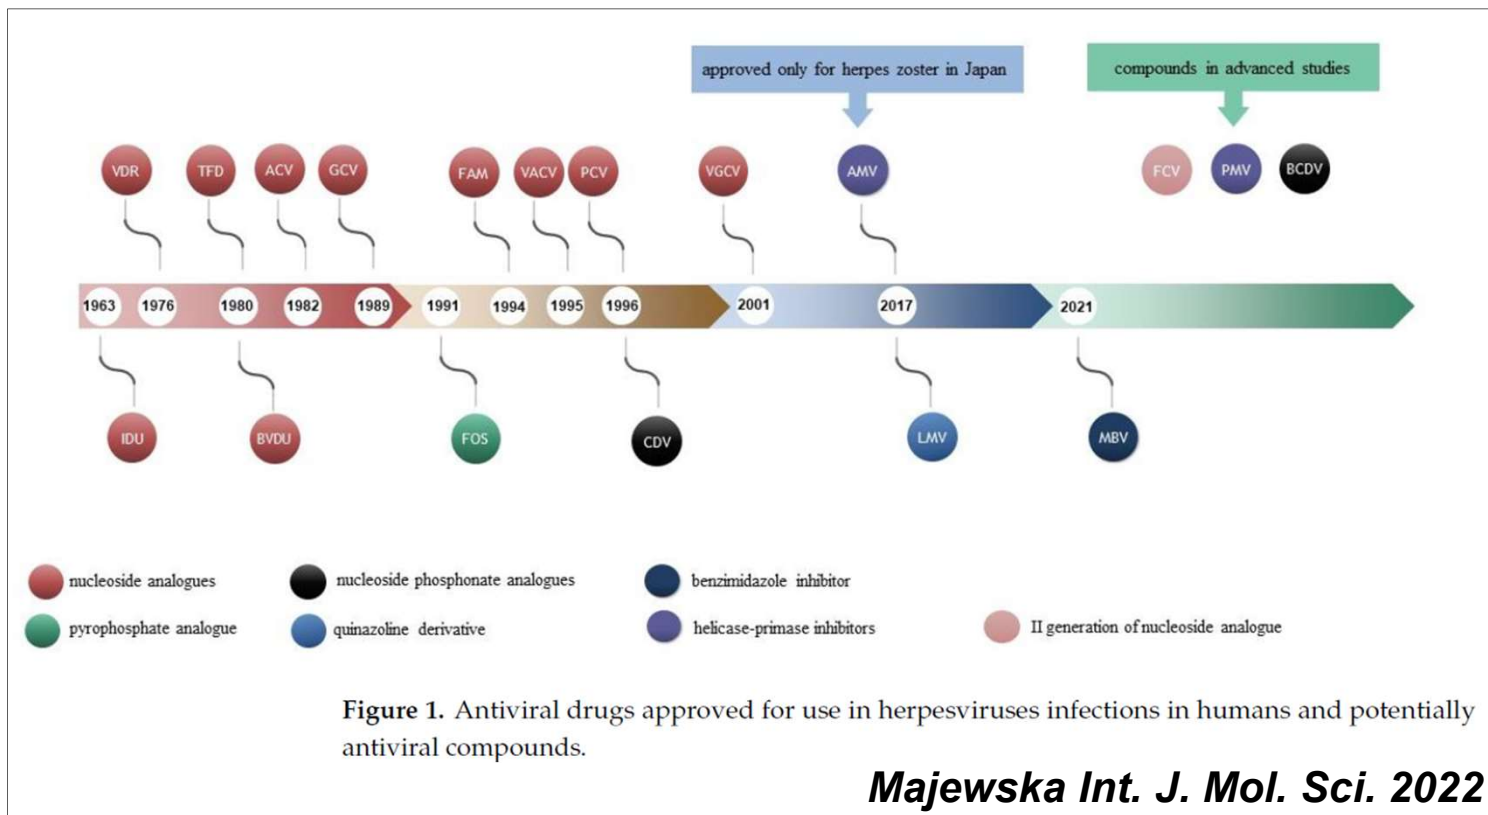 approved only for herpes zoster in Japan
compounds in advanced studies
VDR
TFD
ACV
GCV
FAM
VACV
PCV
VGCV
AMV
FCV
PMV
BCDV
1963
1976
1980
1982
1989
1991
1994
1995
1996
2001
2017
2021
IDU
BVDU
FOS
CDV
LMV
MBV
nucleoside analogues
nucleoside phosphonate analogues
benzimidazole inhibitor
pyrophosphate analogue
quinazoline derivative
helicase-primase inhibitors
II generation of nucleoside analogue
Figure 1. Antiviral drugs approved for use in herpesviruses infections in humans and potentially
antiviral compounds.
Majewska Int. J. Mol. Sci. 2022